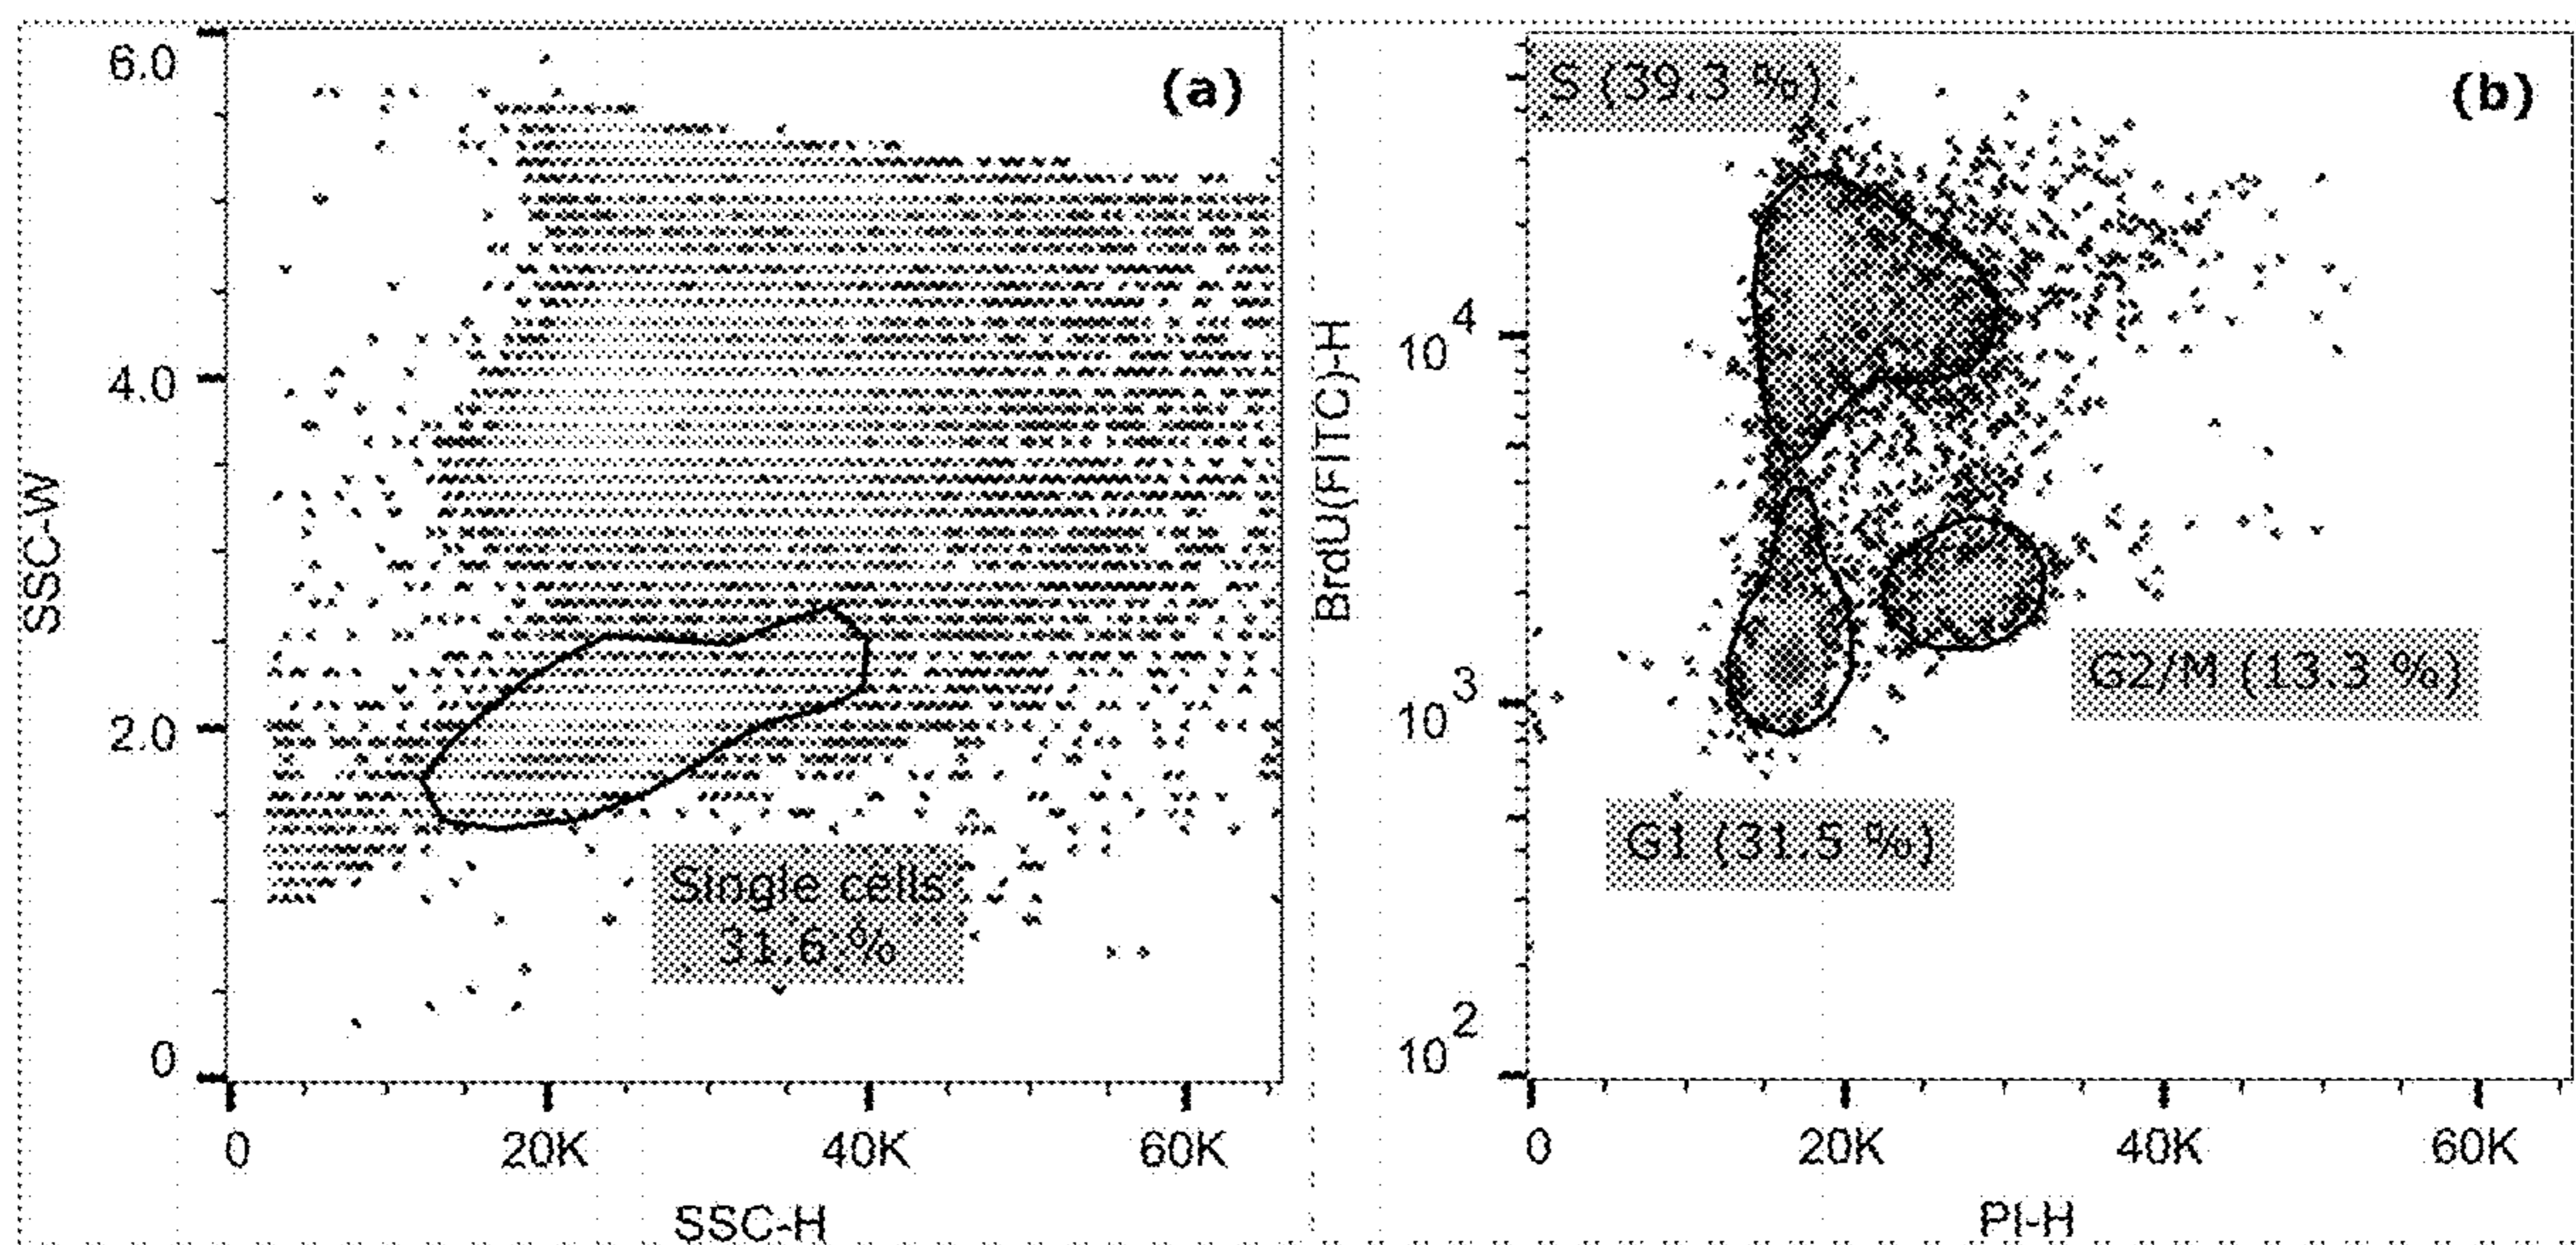 (a)
6.0
4.0
2.0
0
SSC-W
Single cells
31.6 %
0 20K 40K 60K
SSC-H
(b)
S (39.3 %)
10^4
10^3
10^2
BrdU(FITC)-H
G2/M (13.3 %)
G1 (31.5 %)
0 20K 40K 60K
PI-H